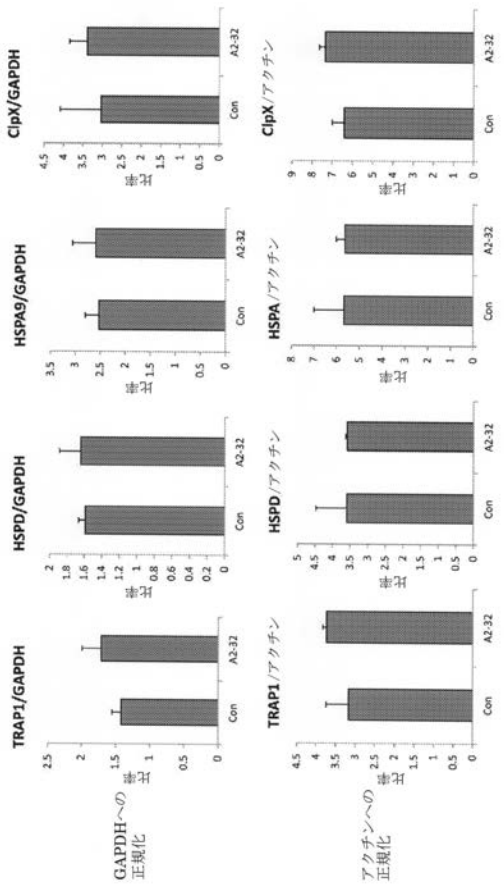 GAPDHへの
正規化
TRAP1/GAPDH
比率
2.5
2
1.5
1
0.5
0
Con
A2-32
HSPD/GAPDH
比率
2
1.8
1.6
1.4
1.2
1
0.8
0.6
0.4
0.2
0
Con
A2-32
HSPA9/GAPDH
比率
3.5
3
2.5
2
1.5
1
0.5
0
Con
A2-32
ClpX/GAPDH
比率
4.5
4
3.5
3
2.5
2
1.5
1
0.5
0
Con
A2-32
アクチンへの
正規化
TRAP1/アクチン
比率
4.5
4
3.5
3
2.5
2
1.5
1
0.5
0
Con
A2-32
HSPD/アクチン
比率
5
4.5
4
3.5
3
2.5
2
1.5
1
0.5
0
Con
A2-32
HSPA/アクチン
比率
8
7
6
5
4
3
2
1
0
Con
A2-32
ClpX/アクチン
比率
9
8
7
6
5
4
3
2
1
0
Con
A2-32